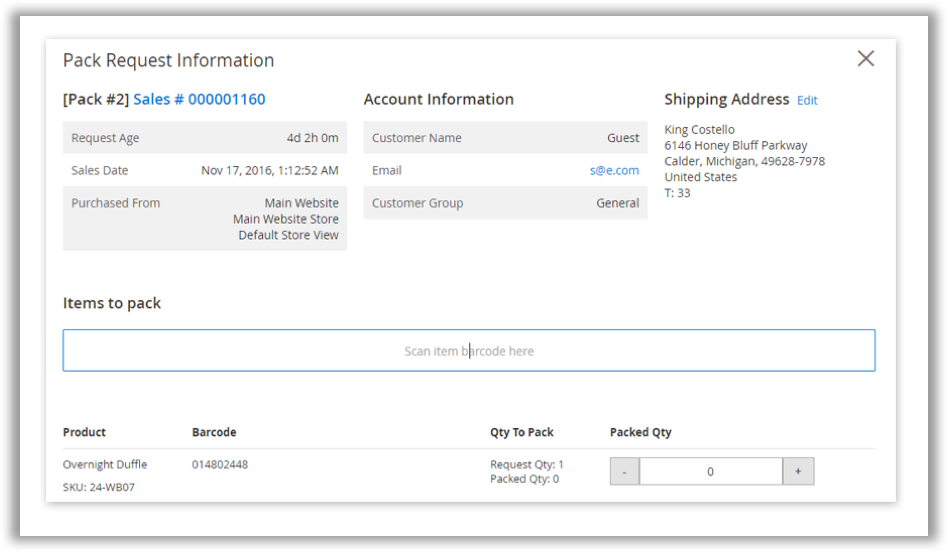 Pack Request Information
[Pack #2] Sales # 000001160
Request Age 4d 2h 0m
Sales Date Nov 17, 2016, 1:12:52 AM
Purchased From Main Website
Main Website Store
Default Store View
Account Information
Customer Name Guest
Email s@e.com
Customer Group General
Shipping Address Edit
King Costello
6146 Honey Bluff Parkway
Calder, Michigan, 49628-7978
United States
T: 33
Items to pack
Scan item barcode here
Product Barcode Qty To Pack Packed Qty
Overnight Duffle 014802448 Request Qty: 1 - 0 +
SKU: 24-WB07 Packed Qty: 0